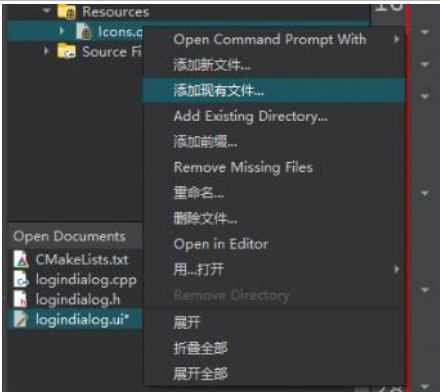 Resources
Icons.q
Source Fi
Open Command Prompt With
添加新文件...
添加现有文件...
Add Existing Directory...
添加前缀...
Remove Missing Files
重命名...
删除文件...
Open in Editor
用...打开
Remove Directory
展开
折叠全部
展开全部
Open Documents
CMakeLists.txt
logindialog.cpp
logindialog.h
logindialog.ui*